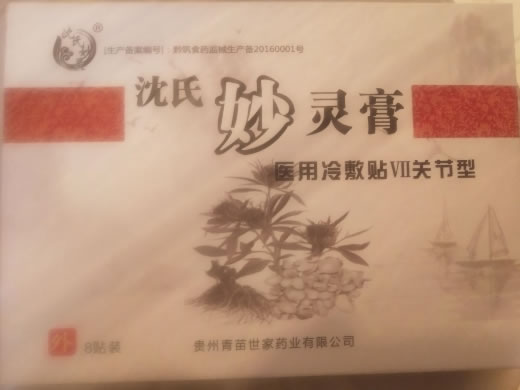 沈氏
®
[生产备案编号]：黔筑食药监械生产备20160001号
沈氏妙灵膏
医用冷敷贴VII关节型
外 8贴装
贵州青苗世家药业有限公司